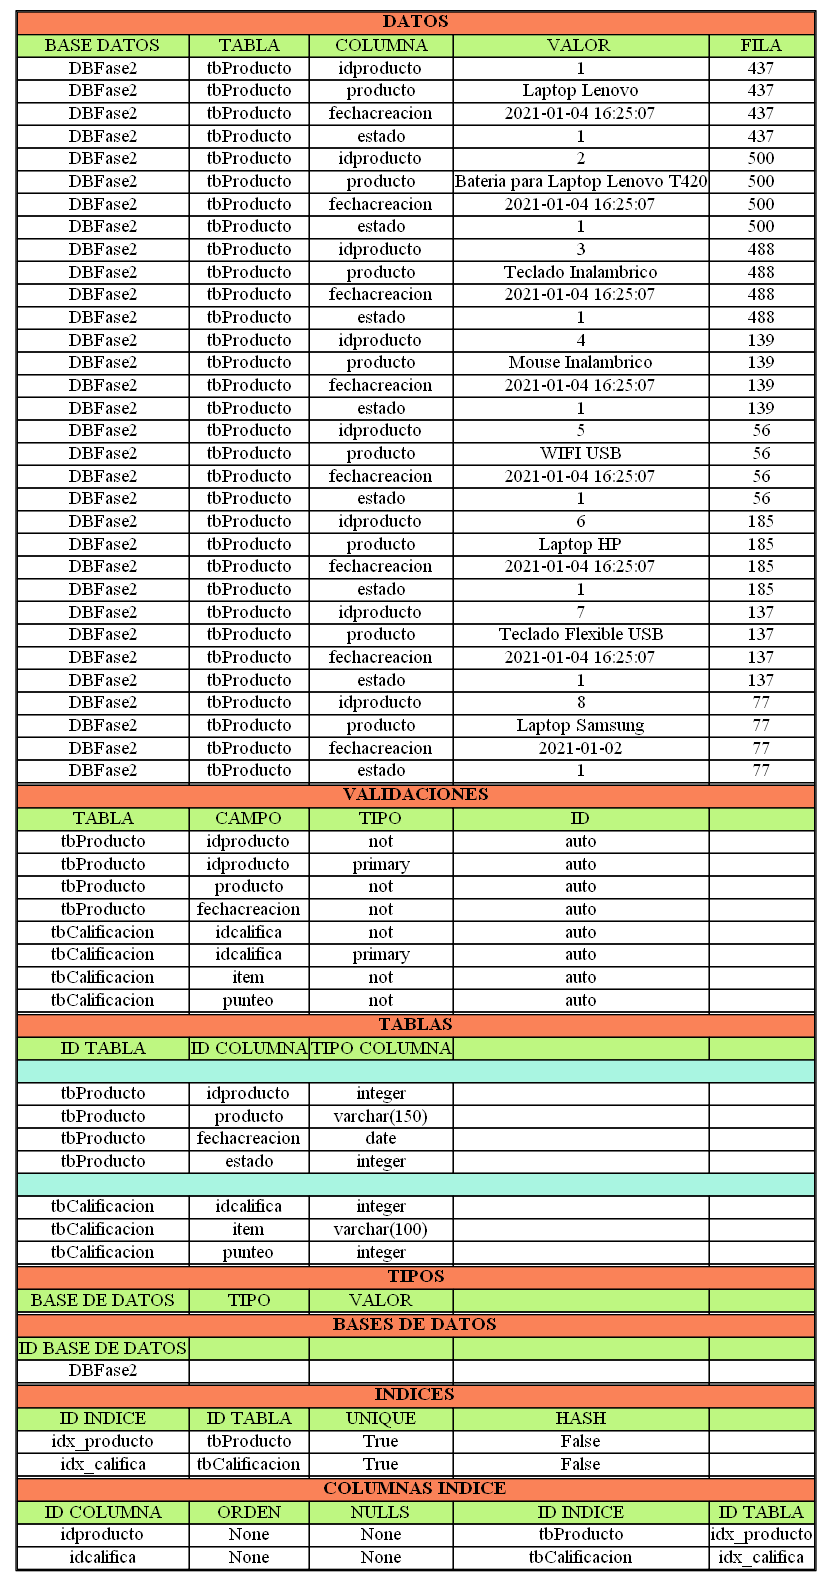 DATOS
BASE DATOS TABLA COLUMNA VALOR FILA
DBFase2 tbProducto idproducto 1 437
DBFase2 tbProducto producto Laptop Lenovo 437
DBFase2 tbProducto fechacreacion 2021-01-04 16:25:07 437
DBFase2 tbProducto estado 1 437
DBFase2 tbProducto idproducto 2 500
DBFase2 tbProducto producto Bateria para Laptop Lenovo T420 500
DBFase2 tbProducto fechacreacion 2021-01-04 16:25:07 500
DBFase2 tbProducto estado 1 500
DBFase2 tbProducto idproducto 3 488
DBFase2 tbProducto producto Teclado Inalambrico 488
DBFase2 tbProducto fechacreacion 2021-01-04 16:25:07 488
DBFase2 tbProducto estado 1 488
DBFase2 tbProducto idproducto 4 139
DBFase2 tbProducto producto Mouse Inalambrico 139
DBFase2 tbProducto fechacreacion 2021-01-04 16:25:07 139
DBFase2 tbProducto estado 1 139
DBFase2 tbProducto idproducto 5 56
DBFase2 tbProducto producto WIFI USB 56
DBFase2 tbProducto fechacreacion 2021-01-04 16:25:07 56
DBFase2 tbProducto estado 1 56
DBFase2 tbProducto idproducto 6 185
DBFase2 tbProducto producto Laptop HP 185
DBFase2 tbProducto fechacreacion 2021-01-04 16:25:07 185
DBFase2 tbProducto estado 1 185
DBFase2 tbProducto idproducto 7 137
DBFase2 tbProducto producto Teclado Flexible USB 137
DBFase2 tbProducto fechacreacion 2021-01-04 16:25:07 137
DBFase2 tbProducto estado 1 137
DBFase2 tbProducto idproducto 8 77
DBFase2 tbProducto producto Laptop Samsung 77
DBFase2 tbProducto fechacreacion 2021-01-02 77
DBFase2 tbProducto estado 1 77
VALIDACIONES
TABLA CAMPO TIPO ID
tbProducto idproducto not auto
tbProducto idproducto primary auto
tbProducto producto not auto
tbProducto fechacreacion not auto
tbCalificacion idcalifica not auto
tbCalificacion idcalifica primary auto
tbCalificacion item not auto
tbCalificacion punteo not auto
TABLAS
ID TABLA ID COLUMNA TIPO COLUMNA
tbProducto idproducto integer
tbProducto producto varchar(150)
tbProducto fechacreacion date
tbProducto estado integer
tbCalificacion idcalifica integer
tbCalificacion item varchar(100)
tbCalificacion punteo integer
TIPOS
BASE DE DATOS TIPO VALOR
BASES DE DATOS
ID BASE DE DATOS
DBFase2
INDICES
ID INDICE ID TABLA UNIQUE HASH
idx_producto tbProducto True False
idx_califica tbCalificacion True False
COLUMNAS INDICE
ID COLUMNA ORDEN NULLS ID INDICE ID TABLA
idproducto None None tbProducto idx_producto
idcalifica None None tbCalificacion idx_califica